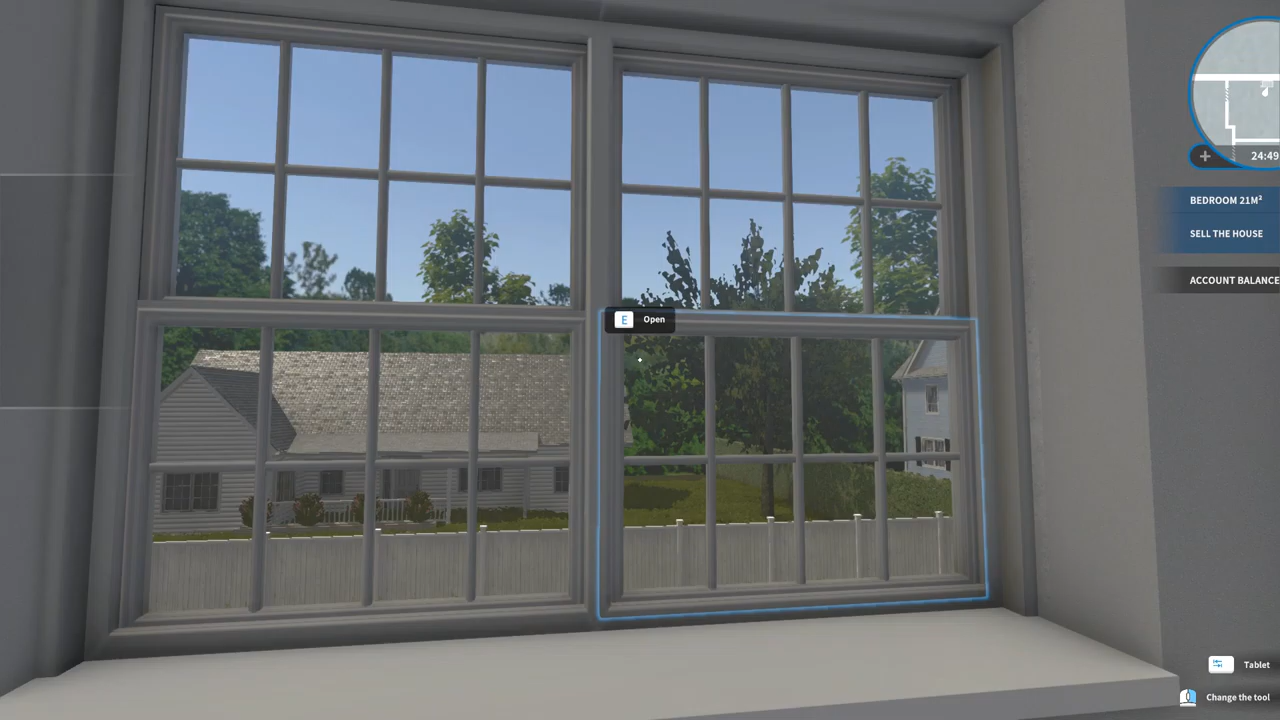 24:49
BEDROOM 21M²
SELL THE HOUSE
ACCOUNT BALANCE
E Open
Tablet
Change the tool